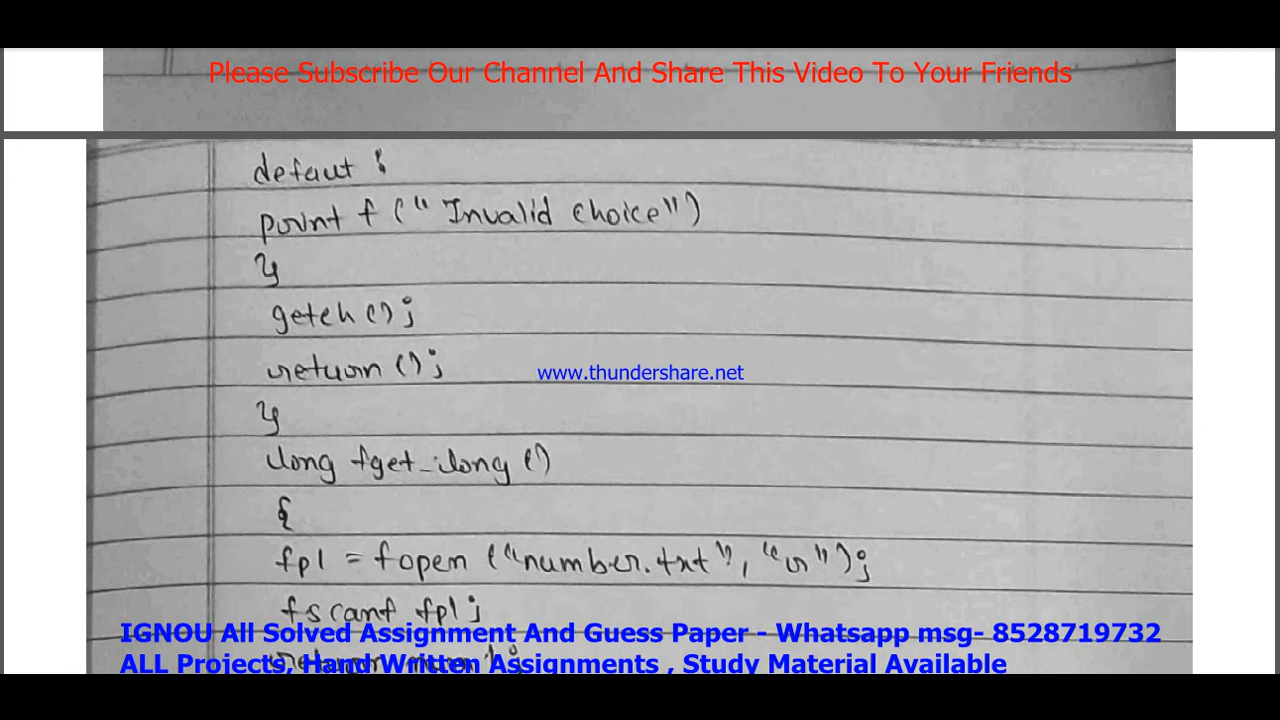 Please Subscribe Our Channel And Share This Video To Your Friends
defaut :
print f (" Invalid choice")
}
getch ();
return ();
www.thundershare.net
}
long fget_long ()
{
fp1 = fopen ("number.txt", "r");
fscanf fp1;
IGNOU All Solved Assignment And Guess Paper - Whatsapp msg- 8528719732
ALL Projects, Hand Written Assignments , Study Material Available